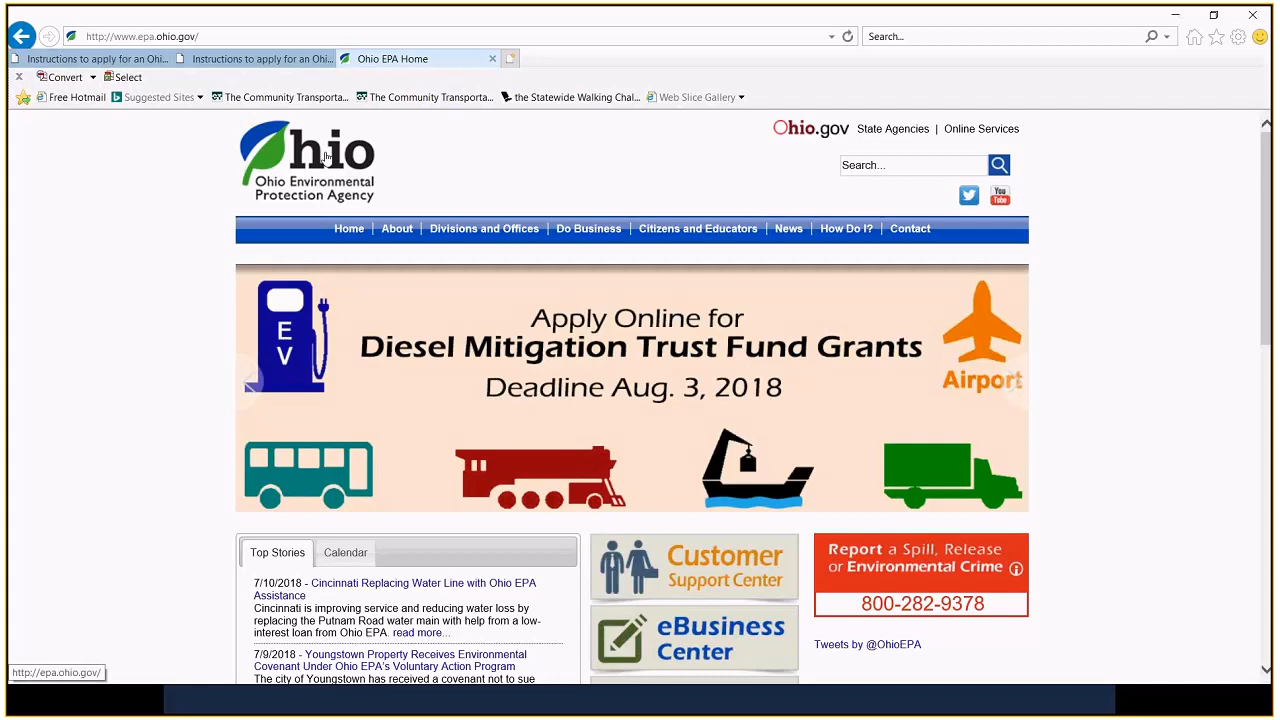 http://www.epa.ohio.gov/
Search...
Instructions to apply for an Ohi...
Instructions to apply for an Ohi...
Ohio EPA Home
Convert
Select
Free Hotmail
Suggested Sites
The Community Transporta...
The Community Transporta...
the Statewide Walking Chal...
Web Slice Gallery
Ohio
Ohio Environmental
Protection Agency
Ohio.gov State Agencies | Online Services
Search...
You
Tube
Home | About | Divisions and Offices | Do Business | Citizens and Educators | News | How Do I? | Contact
E
V
Apply Online for
Diesel Mitigation Trust Fund Grants
Deadline Aug. 3, 2018
Airport
Top Stories
Calendar
7/10/2018 - Cincinnati Replacing Water Line with Ohio EPA
Assistance
Cincinnati is improving service and reducing water loss by
replacing the Putnam Road water main with help from a low-
interest loan from Ohio EPA. read more...
7/9/2018 - Youngstown Property Receives Environmental
Covenant Under Ohio EPA's Voluntary Action Program
The city of Youngstown has received a covenant not to sue
Customer
Support Center
eBusiness
Center
Report a Spill, Release
or Environmental Crime
800-282-9378
Tweets by @OhioEPA
http://epa.ohio.gov/